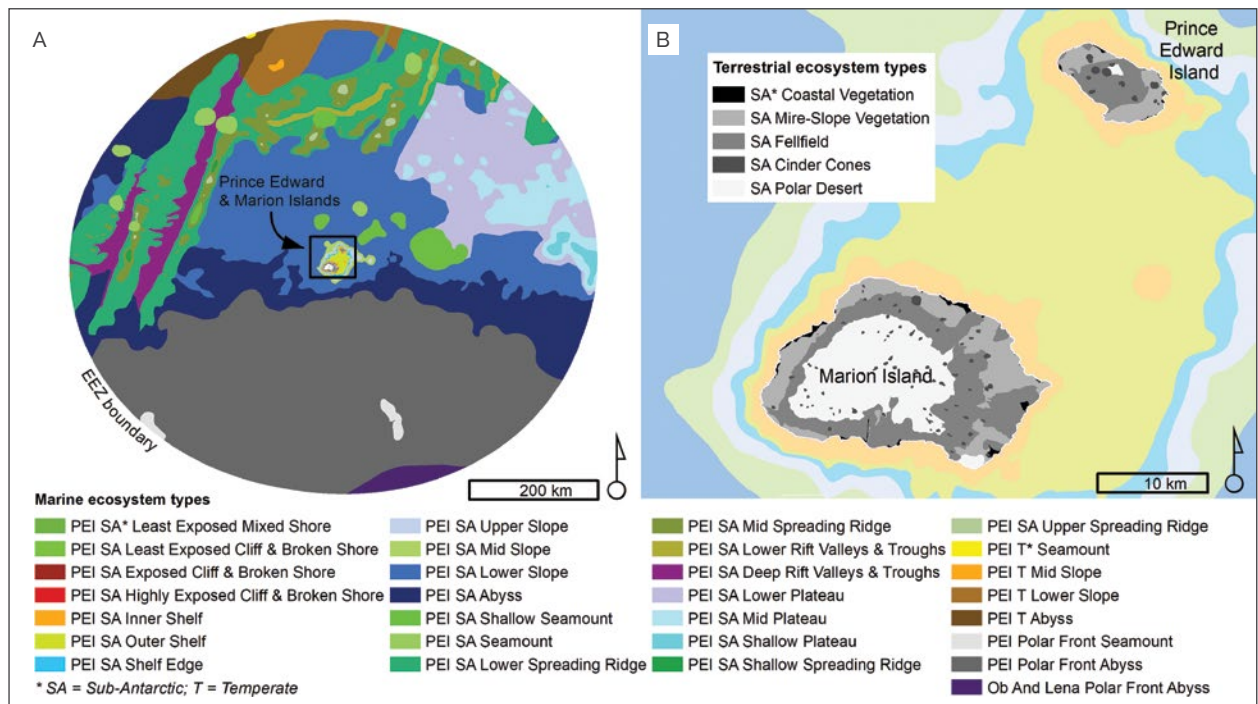 A
Prince Edward
& Marion Islands
EEZ boundary
200 km
B
Prince
Edward
Island
Terrestrial ecosystem types
SA* Coastal Vegetation
SA Mire-Slope Vegetation
SA Fellfield
SA Cinder Cones
SA Polar Desert
Marion Island
10 km
Marine ecosystem types
PEI SA* Least Exposed Mixed Shore
PEI SA Least Exposed Cliff & Broken Shore
PEI SA Exposed Cliff & Broken Shore
PEI SA Highly Exposed Cliff & Broken Shore
PEI SA Inner Shelf
PEI SA Outer Shelf
PEI SA Shelf Edge
* SA = Sub-Antarctic; T = Temperate
PEI SA Upper Slope
PEI SA Mid Slope
PEI SA Lower Slope
PEI SA Abyss
PEI SA Shallow Seamount
PEI SA Seamount
PEI SA Lower Spreading Ridge
PEI SA Mid Spreading Ridge
PEI SA Lower Rift Valleys & Troughs
PEI SA Deep Rift Valleys & Troughs
PEI SA Lower Plateau
PEI SA Mid Plateau
PEI SA Shallow Plateau
PEI SA Shallow Spreading Ridge
PEI SA Upper Spreading Ridge
PEI T* Seamount
PEI T Mid Slope
PEI T Lower Slope
PEI T Abyss
PEI Polar Front Seamount
PEI Polar Front Abyss
Ob And Lena Polar Front Abyss